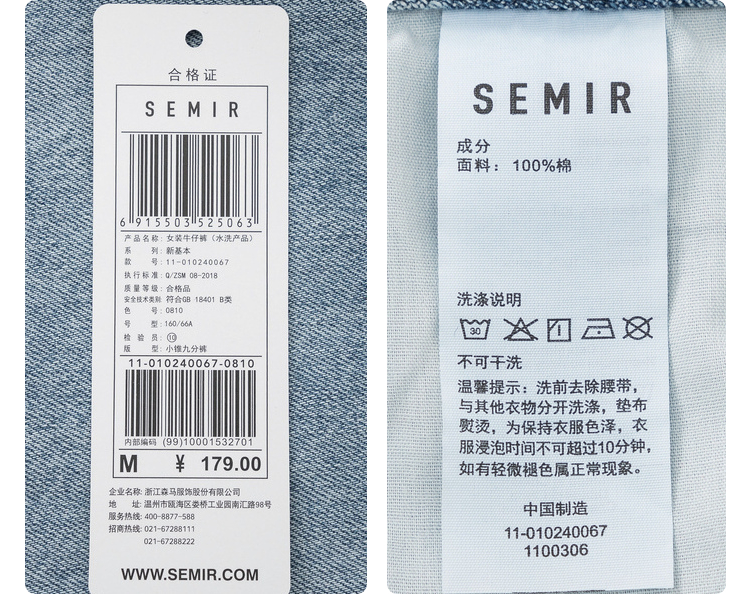 合格证
SEMIR
6 915503 525063
产品名称: 女装牛仔裤 (水洗产品)
系 列: 新基本
款 号: 11-010240067
执行标准: Q/ZSM 08-2018
质量等级: 合格品
安全技术类别: 符合GB 18401 B类
色 号: 0810
号 型: 160/66A
检 验 员: ⑩
版 型: 小锥九分裤
11-010240067-0810
内部编码 (99)10001532701
M ¥ 179.00
企业名称: 浙江森马服饰股份有限公司
地 址: 温州市瓯海区娄桥工业园南汇路98号
服务热线: 400-8877-588
招商热线: 021-67288111
021-67288222
WWW.SEMIR.COM
SEMIR
成分
面料: 100%棉
洗涤说明
30
不可干洗
温馨提示: 洗前去除腰带,
与其他衣物分开洗涤, 垫布
熨烫, 为保持衣服色泽, 衣
服浸泡时间不可超过10分钟,
如有轻微褪色属正常现象。
中国制造
11-010240067
1100306